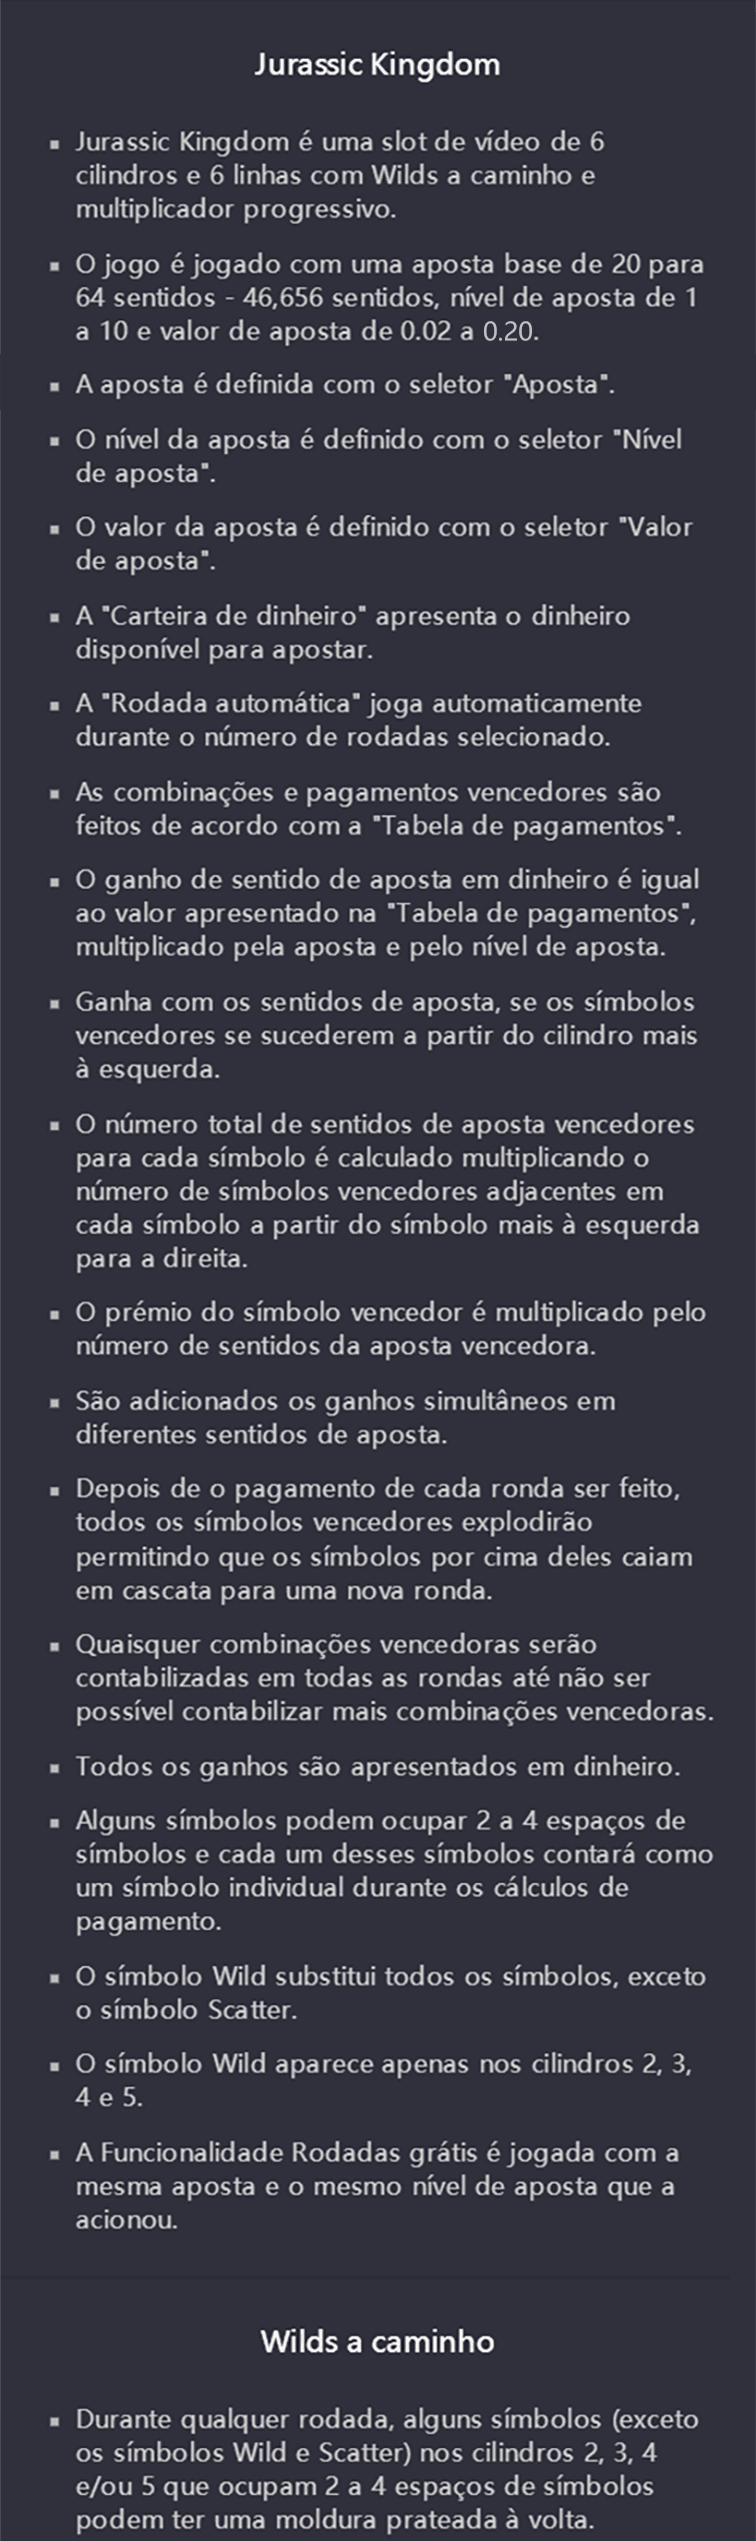 Jurassic Kingdom
▪ Jurassic Kingdom é uma slot de vídeo de 6
cilindros e 6 linhas com Wilds a caminho e
multiplicador progressivo.
▪ O jogo é jogado com uma aposta base de 20 para
64 sentidos - 46,656 sentidos, nível de aposta de 1
a 10 e valor de aposta de 0.02 a 0.20.
▪ A aposta é definida com o seletor "Aposta".
▪ O nível da aposta é definido com o seletor "Nível
de aposta".
▪ O valor da aposta é definido com o seletor "Valor
de aposta".
▪ A "Carteira de dinheiro" apresenta o dinheiro
disponível para apostar.
▪ A "Rodada automática" joga automaticamente
durante o número de rodadas selecionado.
▪ As combinações e pagamentos vencedores são
feitos de acordo com a "Tabela de pagamentos".
▪ O ganho de sentido de aposta em dinheiro é igual
ao valor apresentado na "Tabela de pagamentos",
multiplicado pela aposta e pelo nível de aposta.
▪ Ganha com os sentidos de aposta, se os símbolos
vencedores se sucederem a partir do cilindro mais
à esquerda.
▪ O número total de sentidos de aposta vencedores
para cada símbolo é calculado multiplicando o
número de símbolos vencedores adjacentes em
cada símbolo a partir do símbolo mais à esquerda
para a direita.
▪ O prémio do símbolo vencedor é multiplicado pelo
número de sentidos da aposta vencedora.
▪ São adicionados os ganhos simultâneos em
diferentes sentidos de aposta.
▪ Depois de o pagamento de cada ronda ser feito,
todos os símbolos vencedores explodirão
permitindo que os símbolos por cima deles caiam
em cascata para uma nova ronda.
▪ Quaisquer combinações vencedoras serão
contabilizadas em todas as rondas até não ser
possível contabilizar mais combinações vencedoras.
▪ Todos os ganhos são apresentados em dinheiro.
▪ Alguns símbolos podem ocupar 2 a 4 espaços de
símbolos e cada um desses símbolos contará como
um símbolo individual durante os cálculos de
pagamento.
▪ O símbolo Wild substitui todos os símbolos, exceto
o símbolo Scatter.
▪ O símbolo Wild aparece apenas nos cilindros 2, 3,
4 e 5.
▪ A Funcionalidade Rodadas grátis é jogada com a
mesma aposta e o mesmo nível de aposta que a
acionou.
Wilds a caminho
▪ Durante qualquer rodada, alguns símbolos (exceto
os símbolos Wild e Scatter) nos cilindros 2, 3, 4
e/ou 5 que ocupam 2 a 4 espaços de símbolos
podem ter uma moldura prateada à volta.